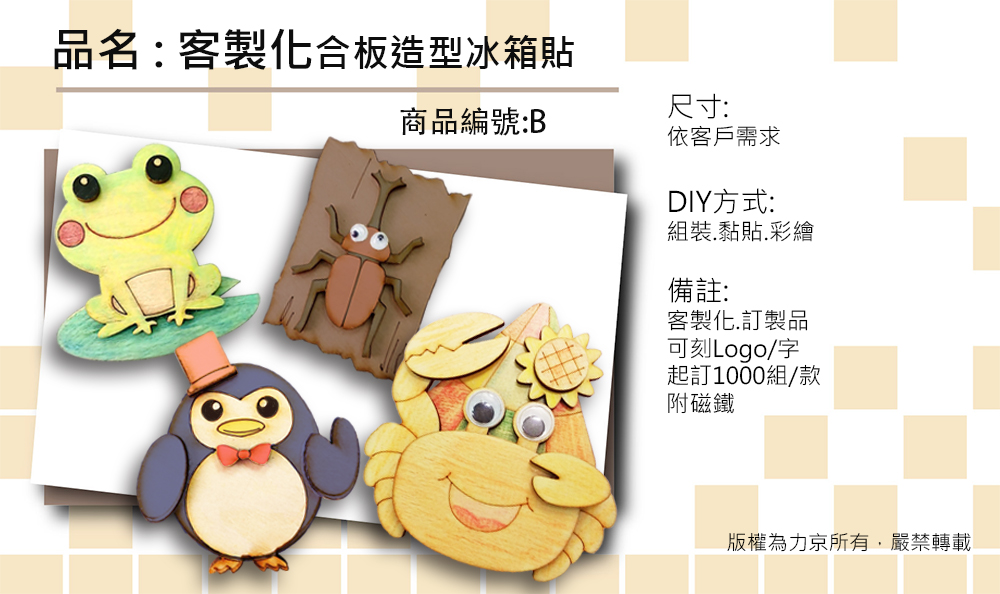 品名 : 客製化合板造型冰箱貼
商品編號:B
尺寸:
依客戶需求
DIY方式:
組裝.黏貼.彩繪
備註:
客製化.訂製品
可刻Logo/字
起訂1000組/款
附磁鐵
版權為力京所有，嚴禁轉載